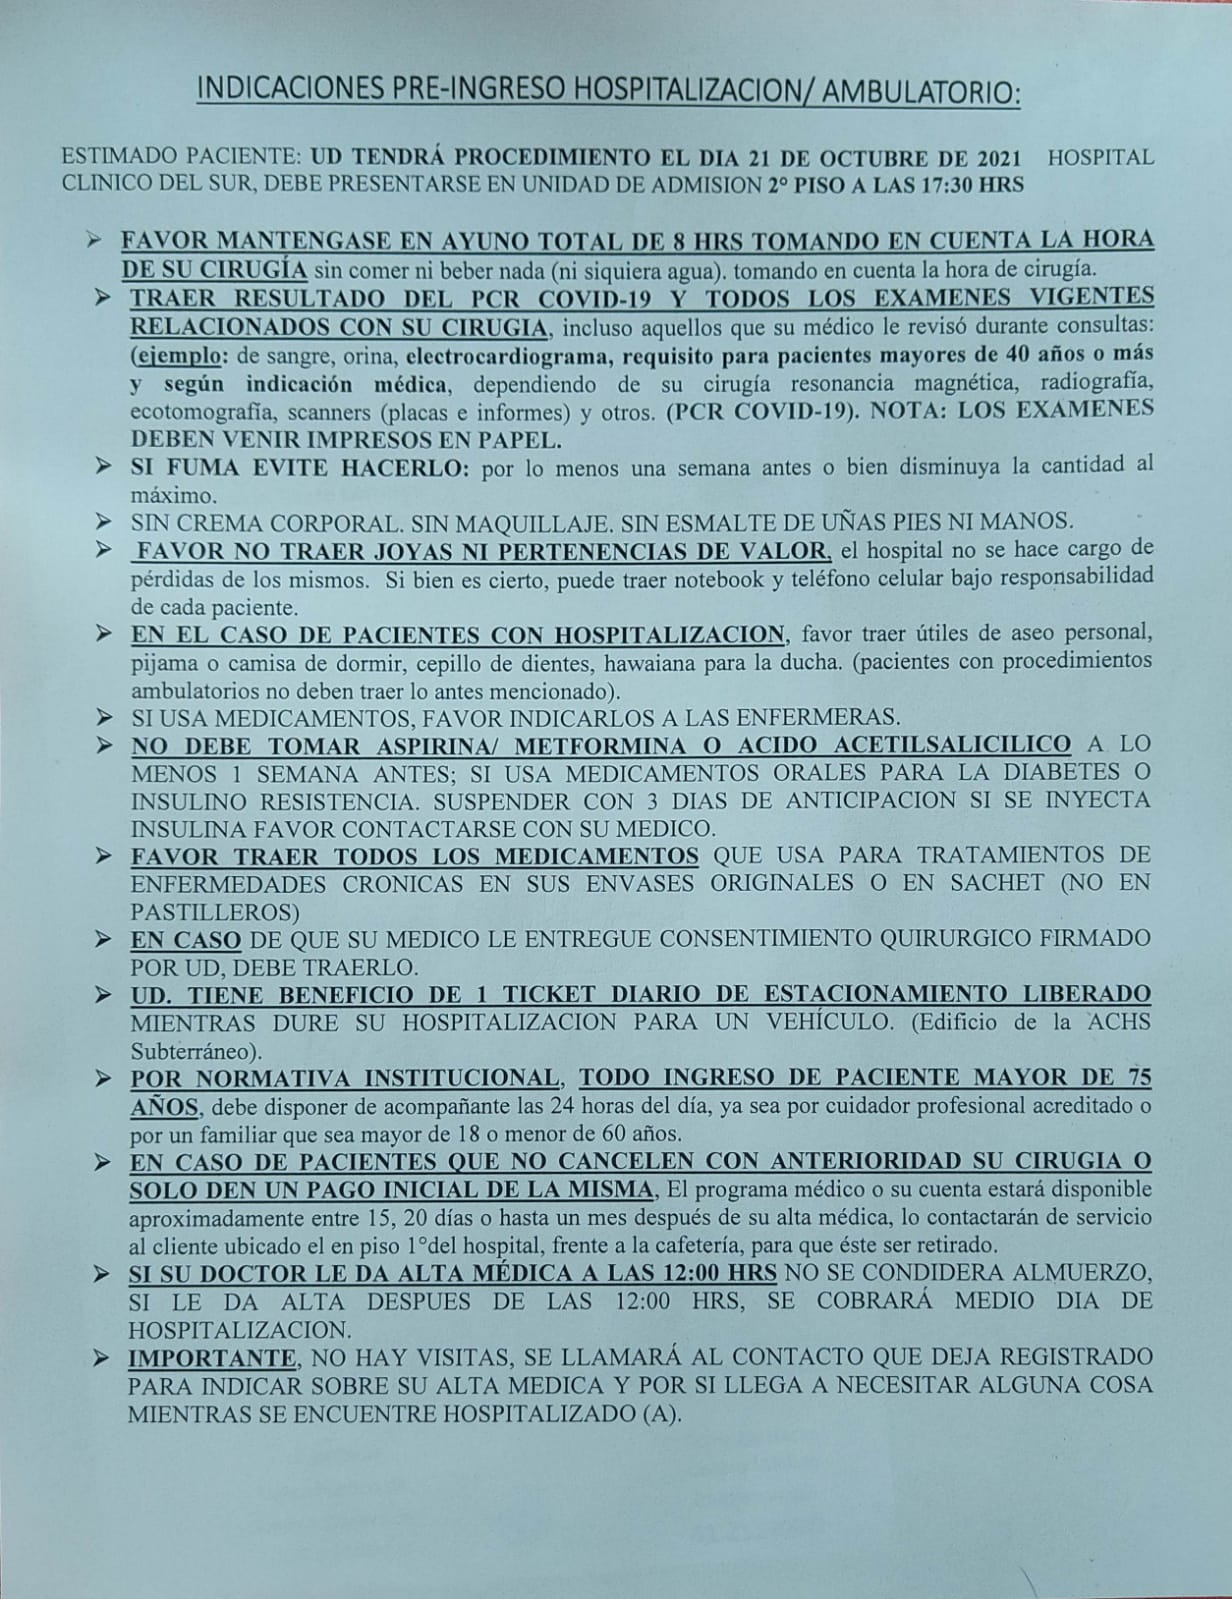 INDICACIONES PRE-INGRESO HOSPITALIZACION/ AMBULATORIO:
ESTIMADO PACIENTE: UD TENDRÁ PROCEDIMIENTO EL DIA 21 DE OCTUBRE DE 2021 HOSPITAL
CLINICO DEL SUR, DEBE PRESENTARSE EN UNIDAD DE ADMISION 2° PISO A LAS 17:30 HRS
➢ FAVOR MANTENGASE EN AYUNO TOTAL DE 8 HRS TOMANDO EN CUENTA LA HORA
DE SU CIRUGÍA sin comer ni beber nada (ni siquiera agua). tomando en cuenta la hora de cirugía.
➢ TRAER RESULTADO DEL PCR COVID-19 Y TODOS LOS EXAMENES VIGENTES
RELACIONADOS CON SU CIRUGIA, incluso aquellos que su médico le revisó durante consultas:
(ejemplo: de sangre, orina, electrocardiograma, requisito para pacientes mayores de 40 años o más
y según indicación médica, dependiendo de su cirugía resonancia magnética, radiografía,
ecotomografía, scanners (placas e informes) y otros. (PCR COVID-19). NOTA: LOS EXAMENES
DEBEN VENIR IMPRESOS EN PAPEL.
➢ SI FUMA EVITE HACERLO: por lo menos una semana antes o bien disminuya la cantidad al
máximo.
➢ SIN CREMA CORPORAL. SIN MAQUILLAJE. SIN ESMALTE DE UÑAS PIES NI MANOS.
➢ FAVOR NO TRAER JOYAS NI PERTENENCIAS DE VALOR, el hospital no se hace cargo de
pérdidas de los mismos. Si bien es cierto, puede traer notebook y teléfono celular bajo responsabilidad
de cada paciente.
➢ EN EL CASO DE PACIENTES CON HOSPITALIZACION, favor traer útiles de aseo personal,
pijama o camisa de dormir, cepillo de dientes, hawaiana para la ducha. (pacientes con procedimientos
ambulatorios no deben traer lo antes mencionado).
➢ SI USA MEDICAMENTOS, FAVOR INDICARLOS A LAS ENFERMERAS.
➢ NO DEBE TOMAR ASPIRINA/ METFORMINA O ACIDO ACETILSALICILICO A LO
MENOS 1 SEMANA ANTES; SI USA MEDICAMENTOS ORALES PARA LA DIABETES O
INSULINO RESISTENCIA. SUSPENDER CON 3 DIAS DE ANTICIPACION SI SE INYECTA
INSULINA FAVOR CONTACTARSE CON SU MEDICO.
➢ FAVOR TRAER TODOS LOS MEDICAMENTOS QUE USA PARA TRATAMIENTOS DE
ENFERMEDADES CRONICAS EN SUS ENVASES ORIGINALES O EN SACHET (NO EN
PASTILLEROS)
➢ EN CASO DE QUE SU MEDICO LE ENTREGUE CONSENTIMIENTO QUIRURGICO FIRMADO
POR UD, DEBE TRAERLO.
➢ UD. TIENE BENEFICIO DE 1 TICKET DIARIO DE ESTACIONAMIENTO LIBERADO
MIENTRAS DURE SU HOSPITALIZACION PARA UN VEHÍCULO. (Edificio de la ACHS
Subterráneo).
➢ POR NORMATIVA INSTITUCIONAL, TODO INGRESO DE PACIENTE MAYOR DE 75
AÑOS, debe disponer de acompañante las 24 horas del día, ya sea por cuidador profesional acreditado o
por un familiar que sea mayor de 18 o menor de 60 años.
➢ EN CASO DE PACIENTES QUE NO CANCELEN CON ANTERIORIDAD SU CIRUGIA O
SOLO DEN UN PAGO INICIAL DE LA MISMA, El programa médico o su cuenta estará disponible
aproximadamente entre 15, 20 días o hasta un mes después de su alta médica, lo contactarán de servicio
al cliente ubicado el en piso 1°del hospital, frente a la cafetería, para que éste ser retirado.
➢ SI SU DOCTOR LE DA ALTA MÉDICA A LAS 12:00 HRS NO SE CONDIDERA ALMUERZO,
SI LE DA ALTA DESPUES DE LAS 12:00 HRS, SE COBRARÁ MEDIO DIA DE
HOSPITALIZACION.
➢ IMPORTANTE, NO HAY VISITAS, SE LLAMARÁ AL CONTACTO QUE DEJA REGISTRADO
PARA INDICAR SOBRE SU ALTA MEDICA Y POR SI LLEGA A NECESITAR ALGUNA COSA
MIENTRAS SE ENCUENTRE HOSPITALIZADO (A).